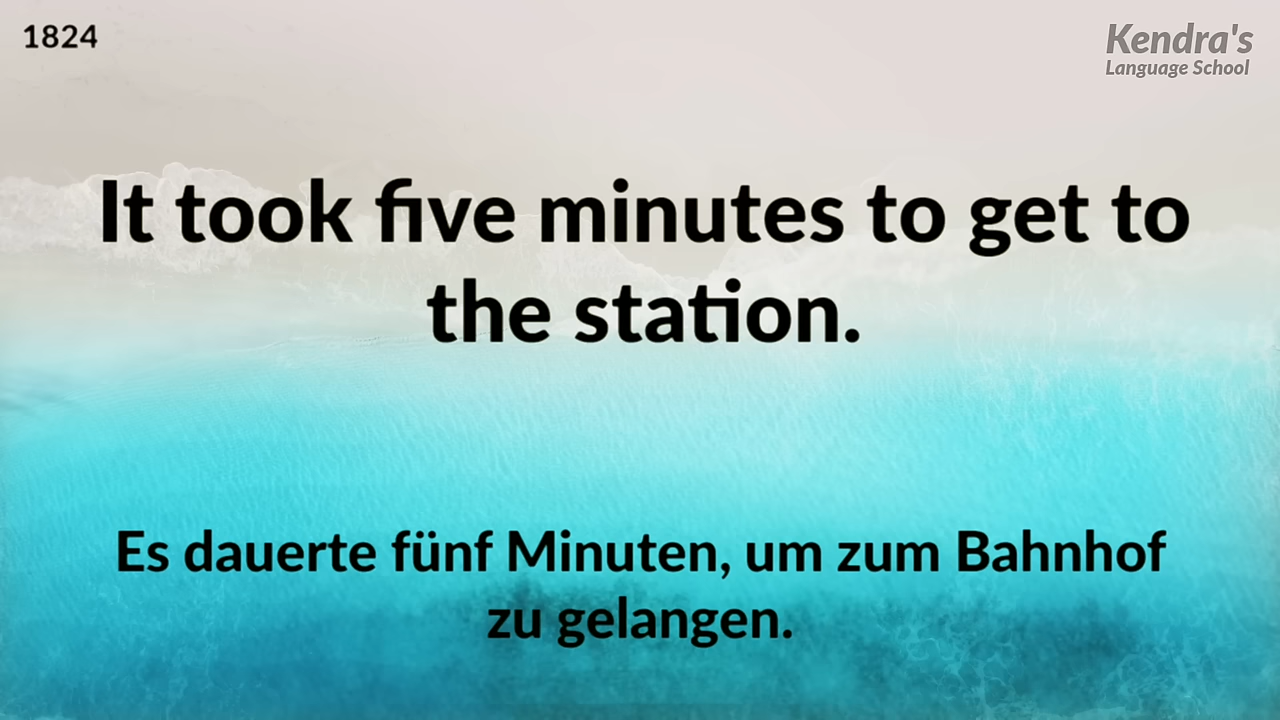 1824
Kendra's
Language School
It took five minutes to get to
the station.
Es dauerte fünf Minuten, um zum Bahnhof
zu gelangen.